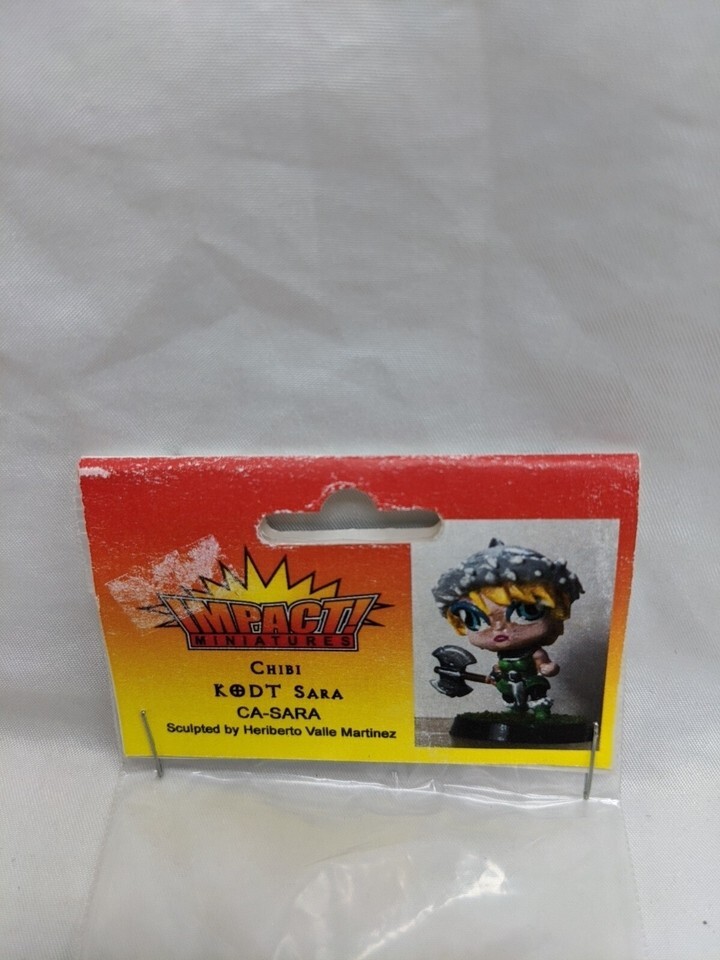 IMPACT!
MINIATURES
CHIBI
KODT SARA
CA-SARA
Sculpted by Heriberto Valle Martinez